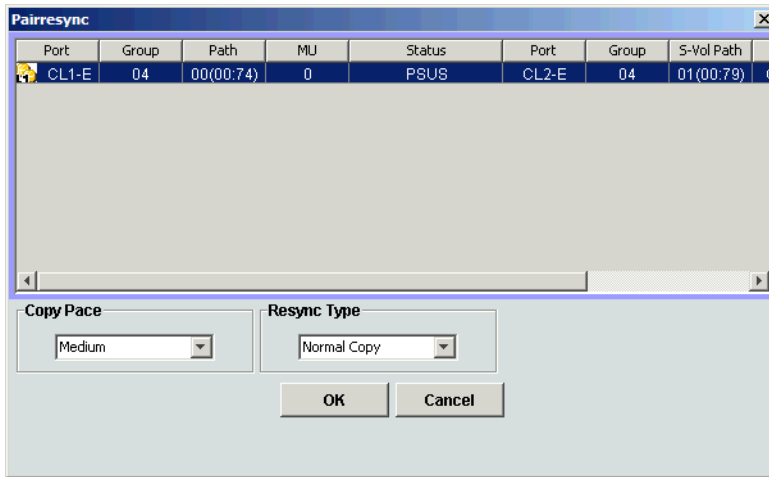 Pairresync
Port Group Path MU Status Port Group S-Vol Path
CL1-E 04 00(00:74) 0 PSUS CL2-E 04 01(00:79)
Copy Pace Resync Type
Medium Normal Copy
OK Cancel